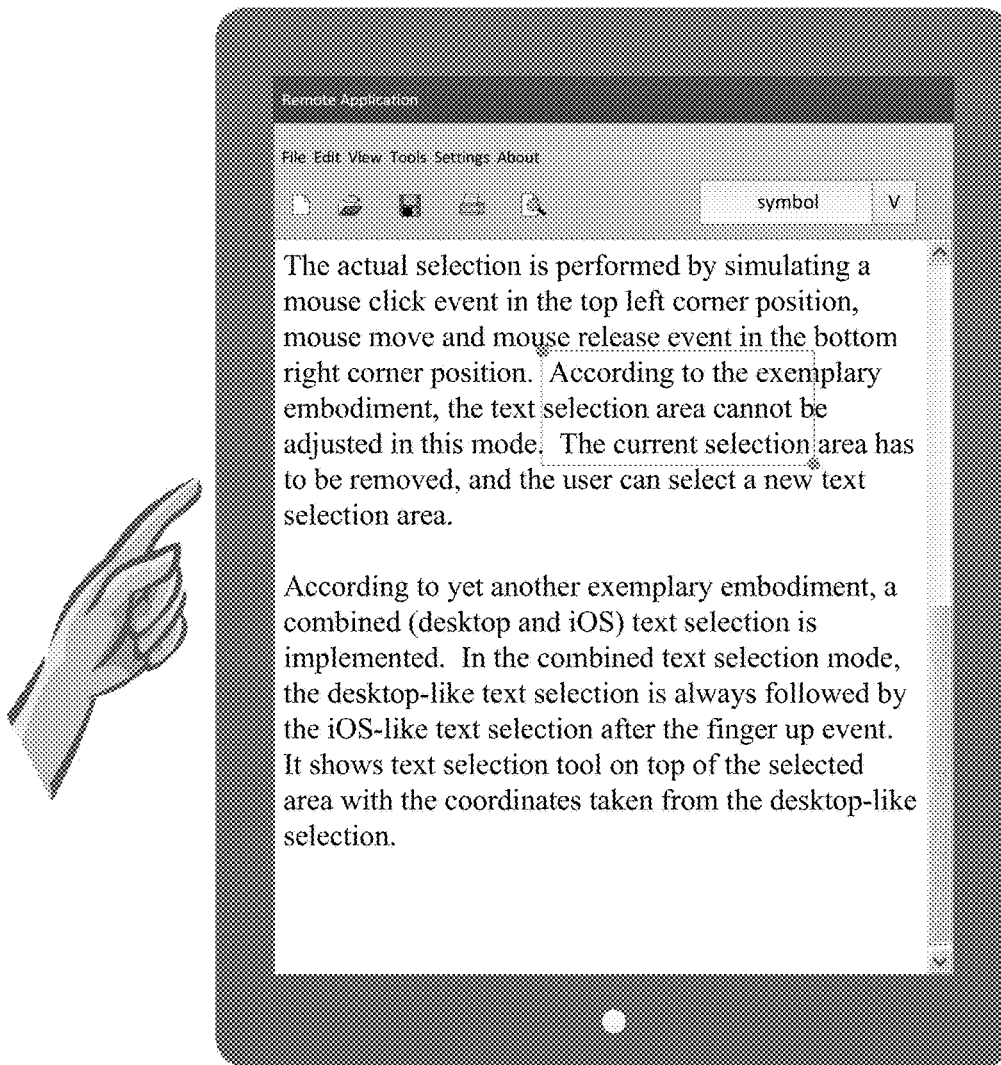 Remote Application
File Edit View Tools Settings About
symbol V
The actual selection is performed by simulating a
mouse click event in the top left corner position,
mouse move and mouse release event in the bottom
right corner position.  According to the exemplary
embodiment, the text selection area cannot be
adjusted in this mode.  The current selection area has
to be removed, and the user can select a new text
selection area.
According to yet another exemplary embodiment, a
combined (desktop and iOS) text selection is
implemented.  In the combined text selection mode,
the desktop-like text selection is always followed by
the iOS-like text selection after the finger up event.
It shows text selection tool on top of the selected
area with the coordinates taken from the desktop-like
selection.